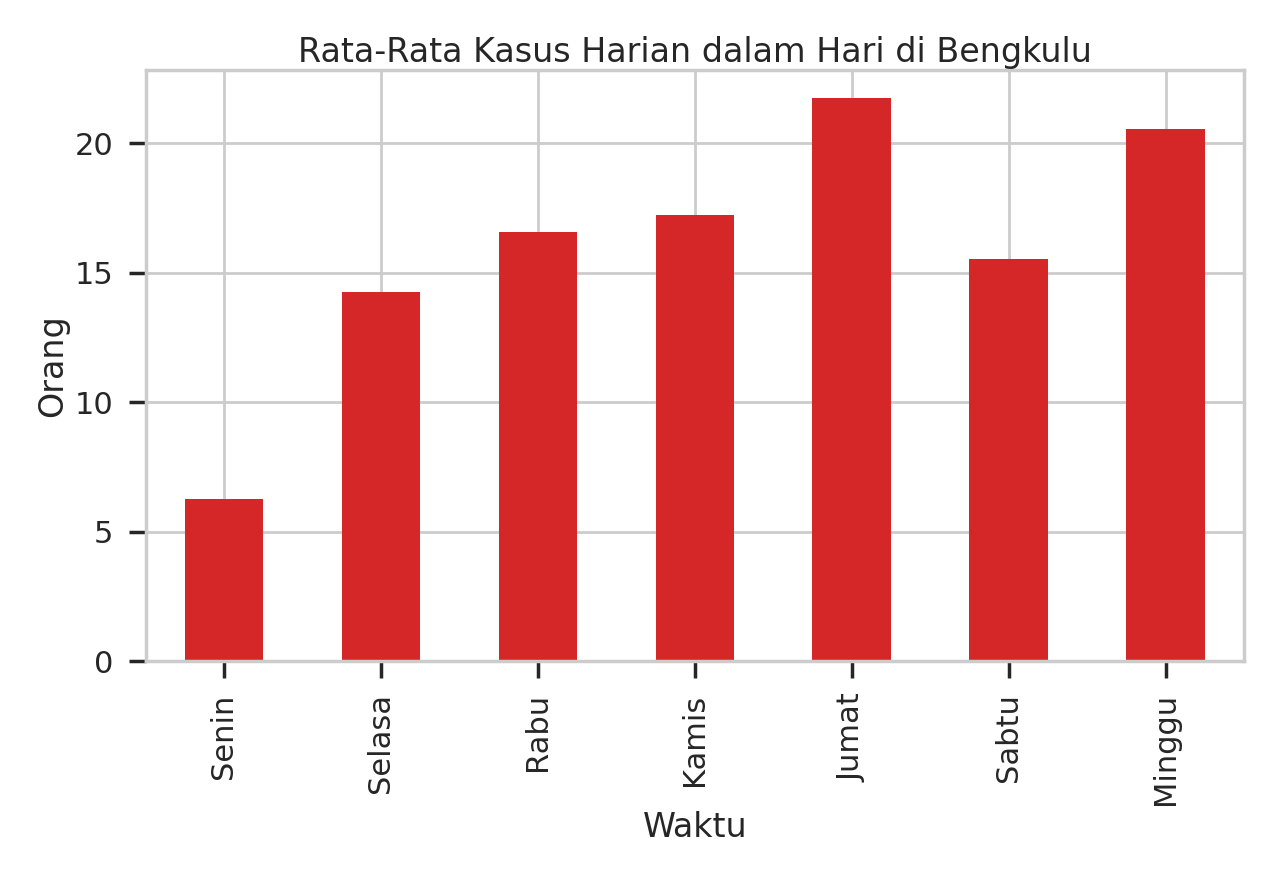 Rata-Rata Kasus Harian dalam Hari di Bengkulu
Orang
20
15
10
5
0
Senin
Selasa
Rabu
Kamis
Jumat
Sabtu
Minggu
Waktu